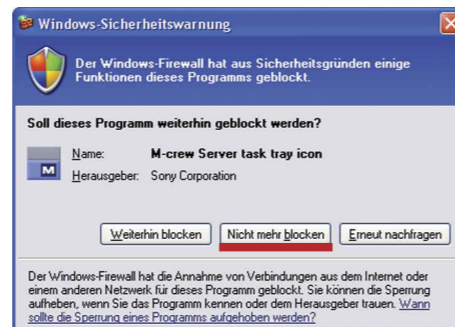 Windows-Sicherheitswarnung
Der Windows-Firewall hat aus Sicherheitsgründen einige
Funktionen dieses Programms geblockt.
Soll dieses Programm weiterhin geblockt werden?
Name: M-crew Server task tray icon
M
Herausgeber: Sony Corporation
Weiterhin blocken Nicht mehr blocken Erneut nachfragen
Der Windows-Firewall hat die Annahme von Verbindungen aus dem Internet oder
einem anderen Netzwerk für dieses Programm geblockt. Sie können die Sperrung
aufheben, wenn Sie das Programm kennen oder dem Herausgeber trauen. Wann
sollte die Sperrung eines Programms aufgehoben werden?